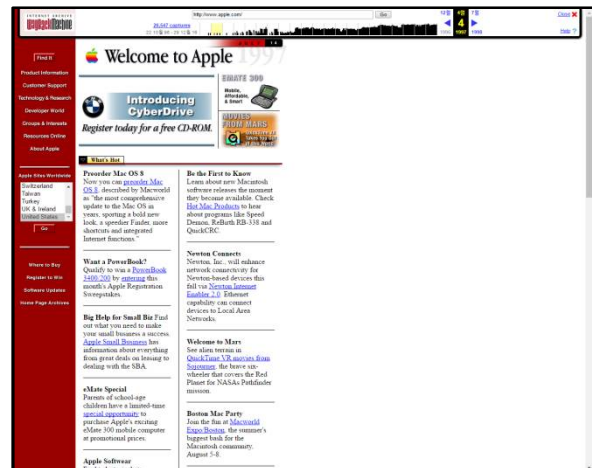 INTERNET ARCHIVE
WayBackMachine
http://www.apple.com/
Go
Close
Help
4
1997
1998
Find It
Product Information
Customer Support
Technology & Research
Developer World
Groups & Interests
Resources Online
About Apple
Apple Sites Worldwide
Switzerland
Taiwan
Turkey
UK & Ireland
United States
Go
Where to Buy
Register to Win
Software Updates
Home Page Archives
Welcome to Apple 1997
Introducing
CyberDrive
Register today for a free CD-ROM.
EMATE 300
Mobile,
Affordable,
& Smart
MOVIES
FROM MARS
What's Hot
Preorder Mac OS 8
Now you can preorder Mac
OS 8, described by Macworld
as "the most comprehensive
update to the Mac OS in
years, sporting a bold new
look, a speedier Finder, more
shortcuts and integrated
Internet functions."
Want a PowerBook?
Qualify to win a PowerBook
3400/200 by entering this
month's Apple Registration
Sweepstakes.
Big Help for Small Biz Find
out what you need to make
your small business a success.
Apple Small Business has
information about everything
from great deals on leasing to
dealing with the SBA.
eMate Special
Parents of school-age
children have a limited-time
special opportunity to
purchase Apple's exciting
eMate 300 mobile computer
at promotional prices.
Apple Softwear
Be the First to Know
Learn about new Macintosh
software releases the moment
they become available. Check
Hot Mac Products to hear
about programs like Speed
Demon, ReBirth RB-338 and
QuickCRC.
Newton Connects
Newton, Inc., will enhance
network connectivity for
Newton-based devices this
fall via Newton Internet
Enabler 2.0. Ethernet
capability can connect
devices to Local Area
Networks.
Welcome to Mars
See alien terrain in
QuickTime VR movies from
Sojourner, the brave six-
wheeler that covers the Red
Planet for NASAs Pathfinder
mission.
Boston Mac Party
Join the fun at Macworld
Expo/Boston, the summer's
biggest bash for the
Macintosh community,
August 5-8.